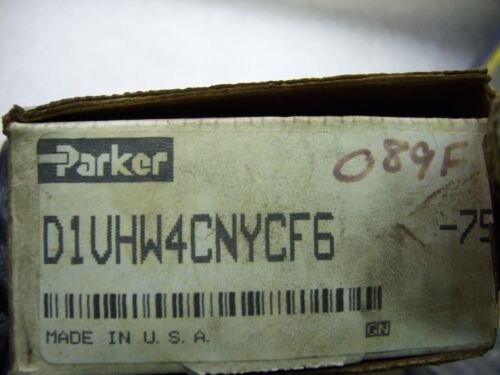 Parker
089F
D1VHW4CNYCF6 -75
MADE IN U.S.A.
GN